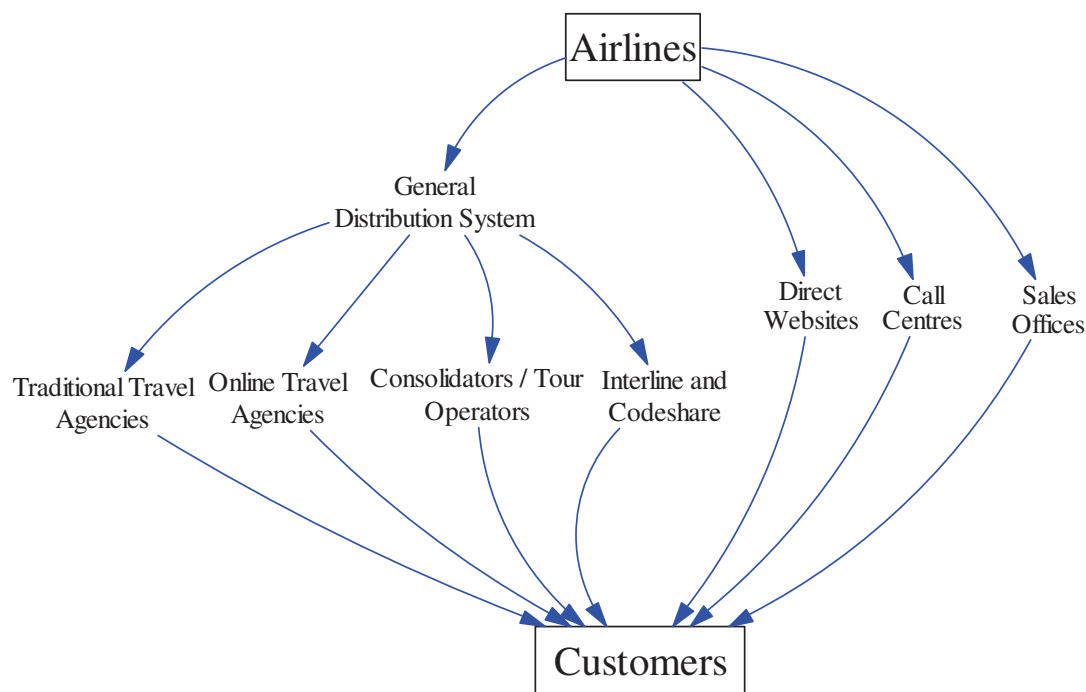 Airlines
General
Distribution System
Direct
Websites
Call
Centres
Sales
Offices
Traditional Travel
Agencies
Online Travel
Agencies
Consolidators / Tour
Operators
Interline and
Codeshare
Customers